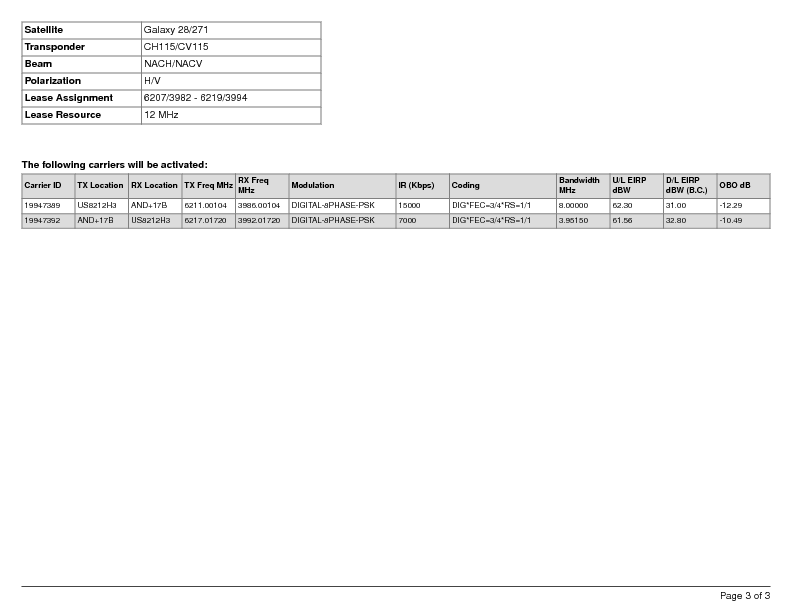 Satellite Galaxy 28/271
Transponder CH115/CV115
Beam NACH/NACV
Polarization H/V
Lease Assignment 6207/3982 - 6219/3994
Lease Resource 12 MHz
The following carriers will be activated:
Carrier ID TX Location RX Location TX Freq MHz RX Freq MHz Modulation IR (Kbps) Coding Bandwidth MHz U/L EIRP dBW D/L EIRP dBW (B.C.) OBO dB
19947389 US8212H3 AND+17B 6211.00104 3986.00104 DIGITAL-8PHASE-PSK 15000 DIG*FEC=3/4*RS=1/1 8.00000 62.30 31.00 -12.29
19947392 AND+17B US8212H3 6217.01720 3992.01720 DIGITAL-8PHASE-PSK 7000 DIG*FEC=3/4*RS=1/1 3.95150 61.56 32.80 -10.49
Page 3 of 3